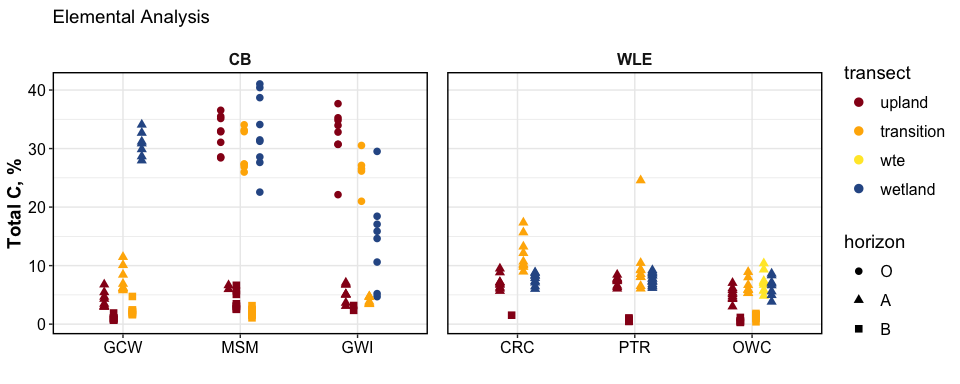 Elemental Analysis
CB
WLE
Total C, %
40
30
20
10
0
GCW
MSM
GWI
CRC
PTR
OWC
transect
upland
transition
wte
wetland
horizon
O
A
B